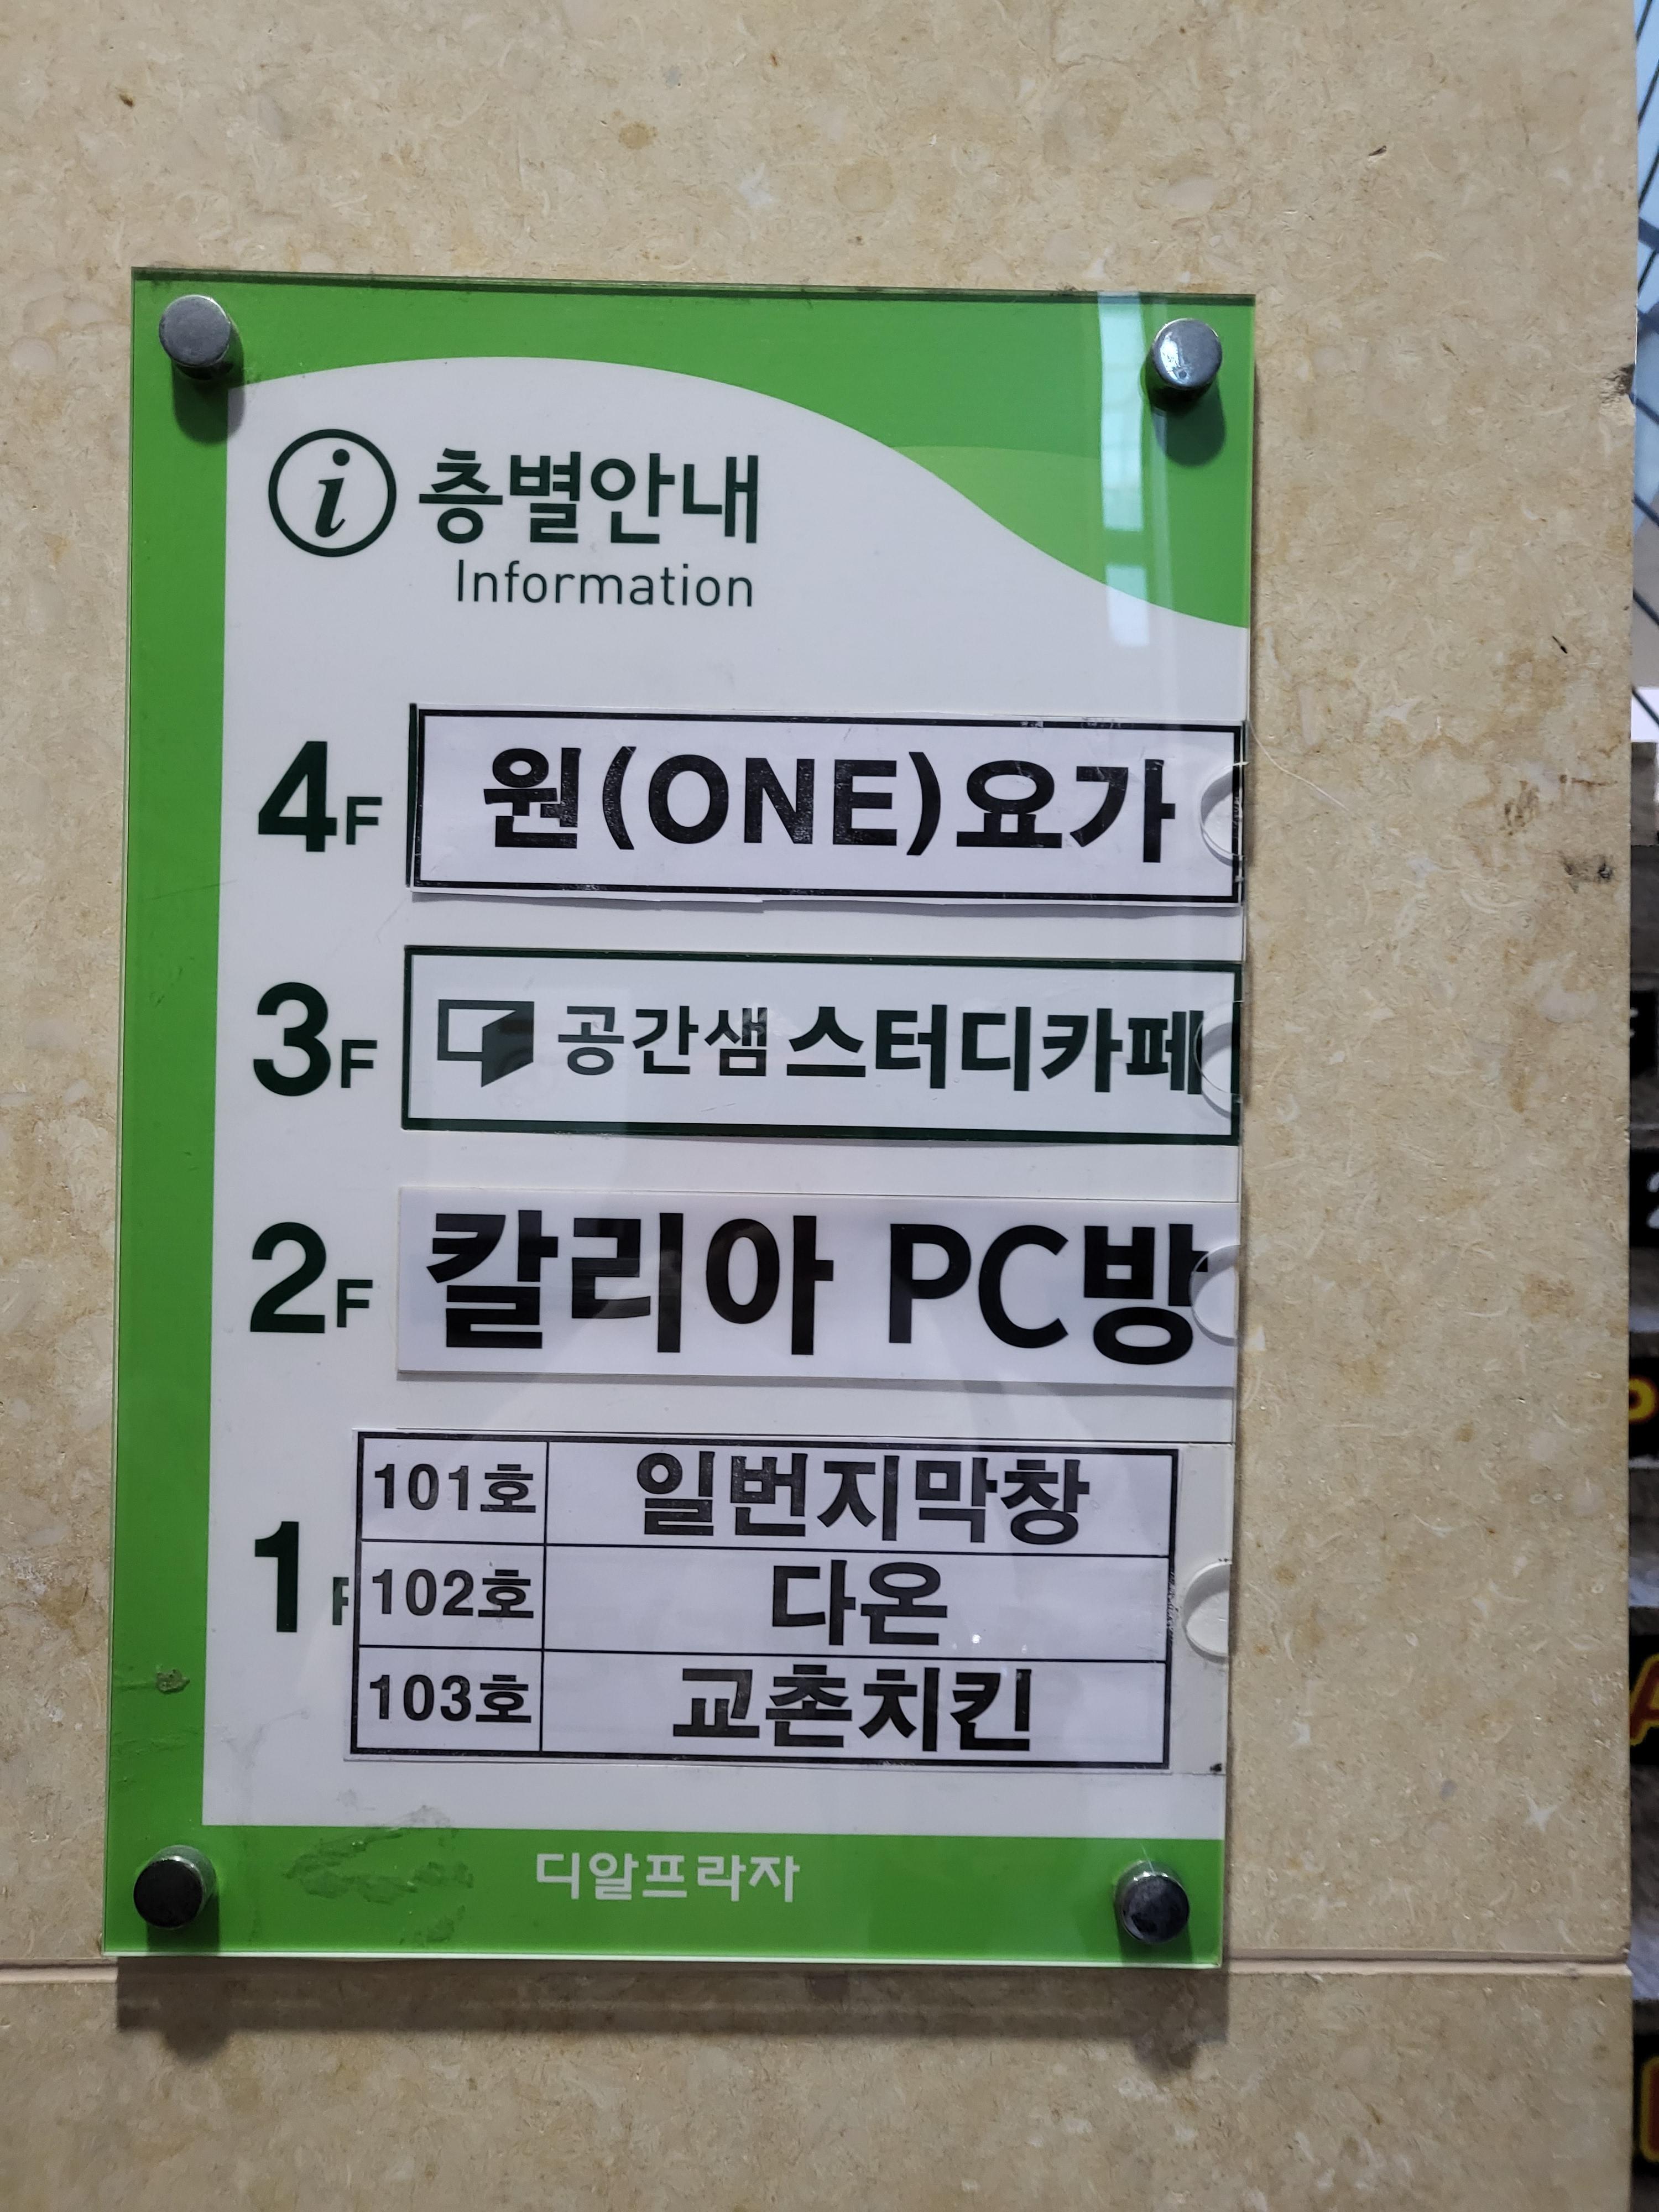 i 층별안내
Information
4F 원(ONE)요가
3F 공간샘 스터디카페
2F 칼리아 PC방
1F
101호 일번지막창
102호 다온
103호 교촌치킨
디알프라자